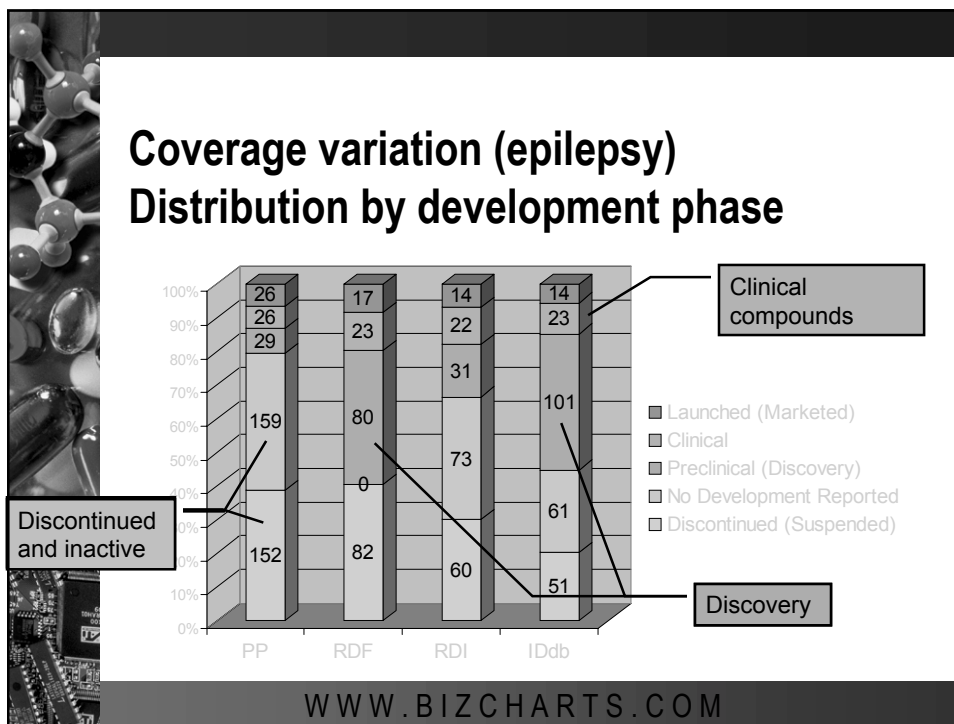 Coverage variation (epilepsy)
Distribution by development phase
100%
90%
80%
70%
60%
50%
40%
30%
20%
10%
0%
26
26
29
159
152
17
23
80
0
82
14
22
31
73
60
14
23
101
61
51
PP
RDF
RDI
IDdb
Clinical
compounds
Launched (Marketed)
Clinical
Preclinical (Discovery)
No Development Reported
Discontinued (Suspended)
Discontinued
and inactive
Discovery
WWW.BIZCHARTS.COM